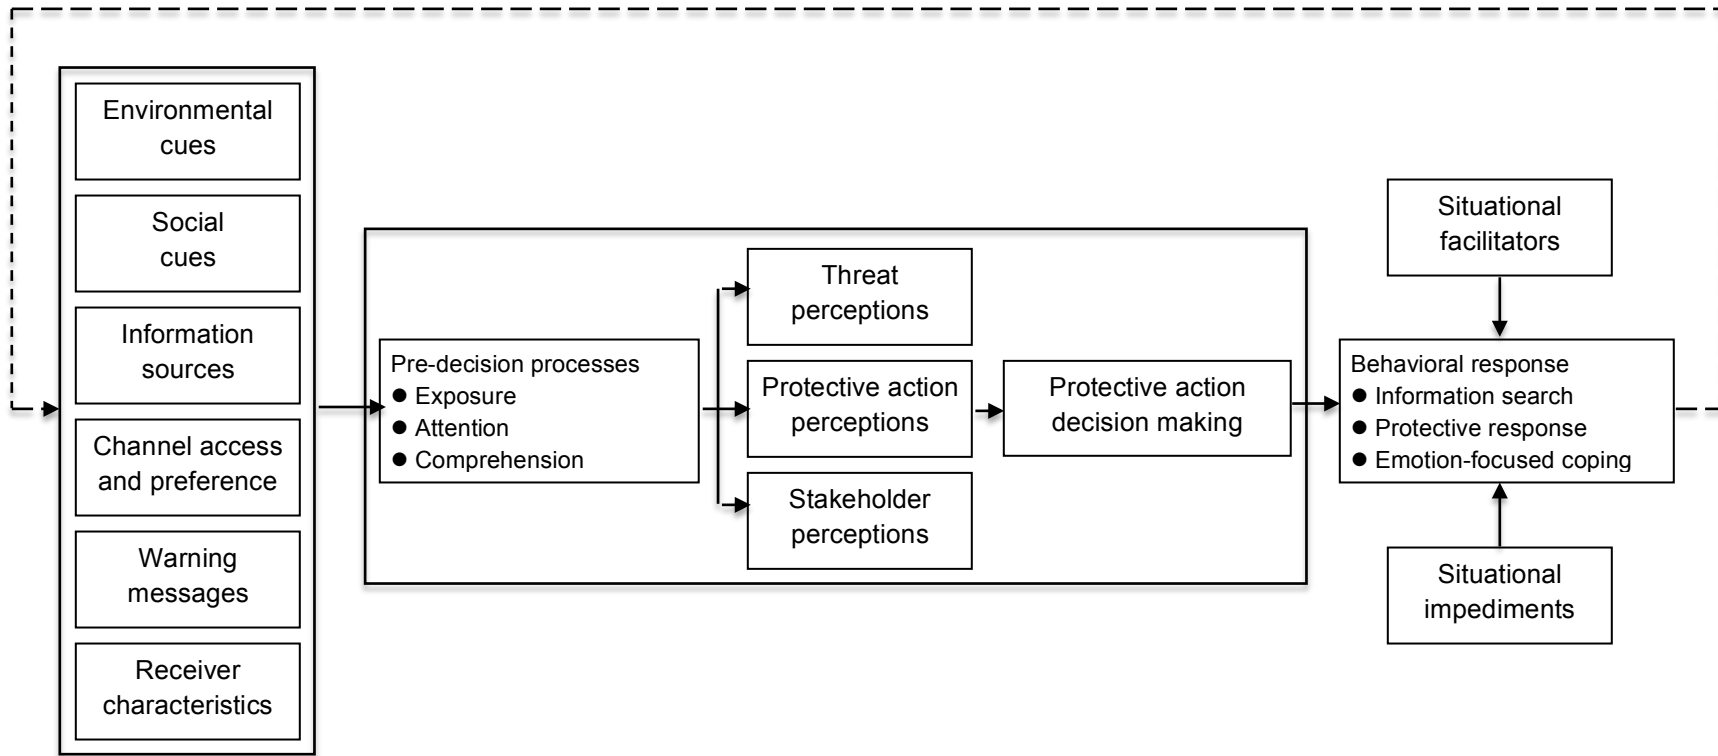 Environmental
cues
Social
cues
Information
sources
Channel access
and preference
Warning
messages
Receiver
characteristics
Pre-decision processes
● Exposure
● Attention
● Comprehension
Threat
perceptions
Protective action
perceptions
Stakeholder
perceptions
Protective action
decision making
Situational
facilitators
Behavioral response
● Information search
● Protective response
● Emotion-focused coping
Situational
impediments